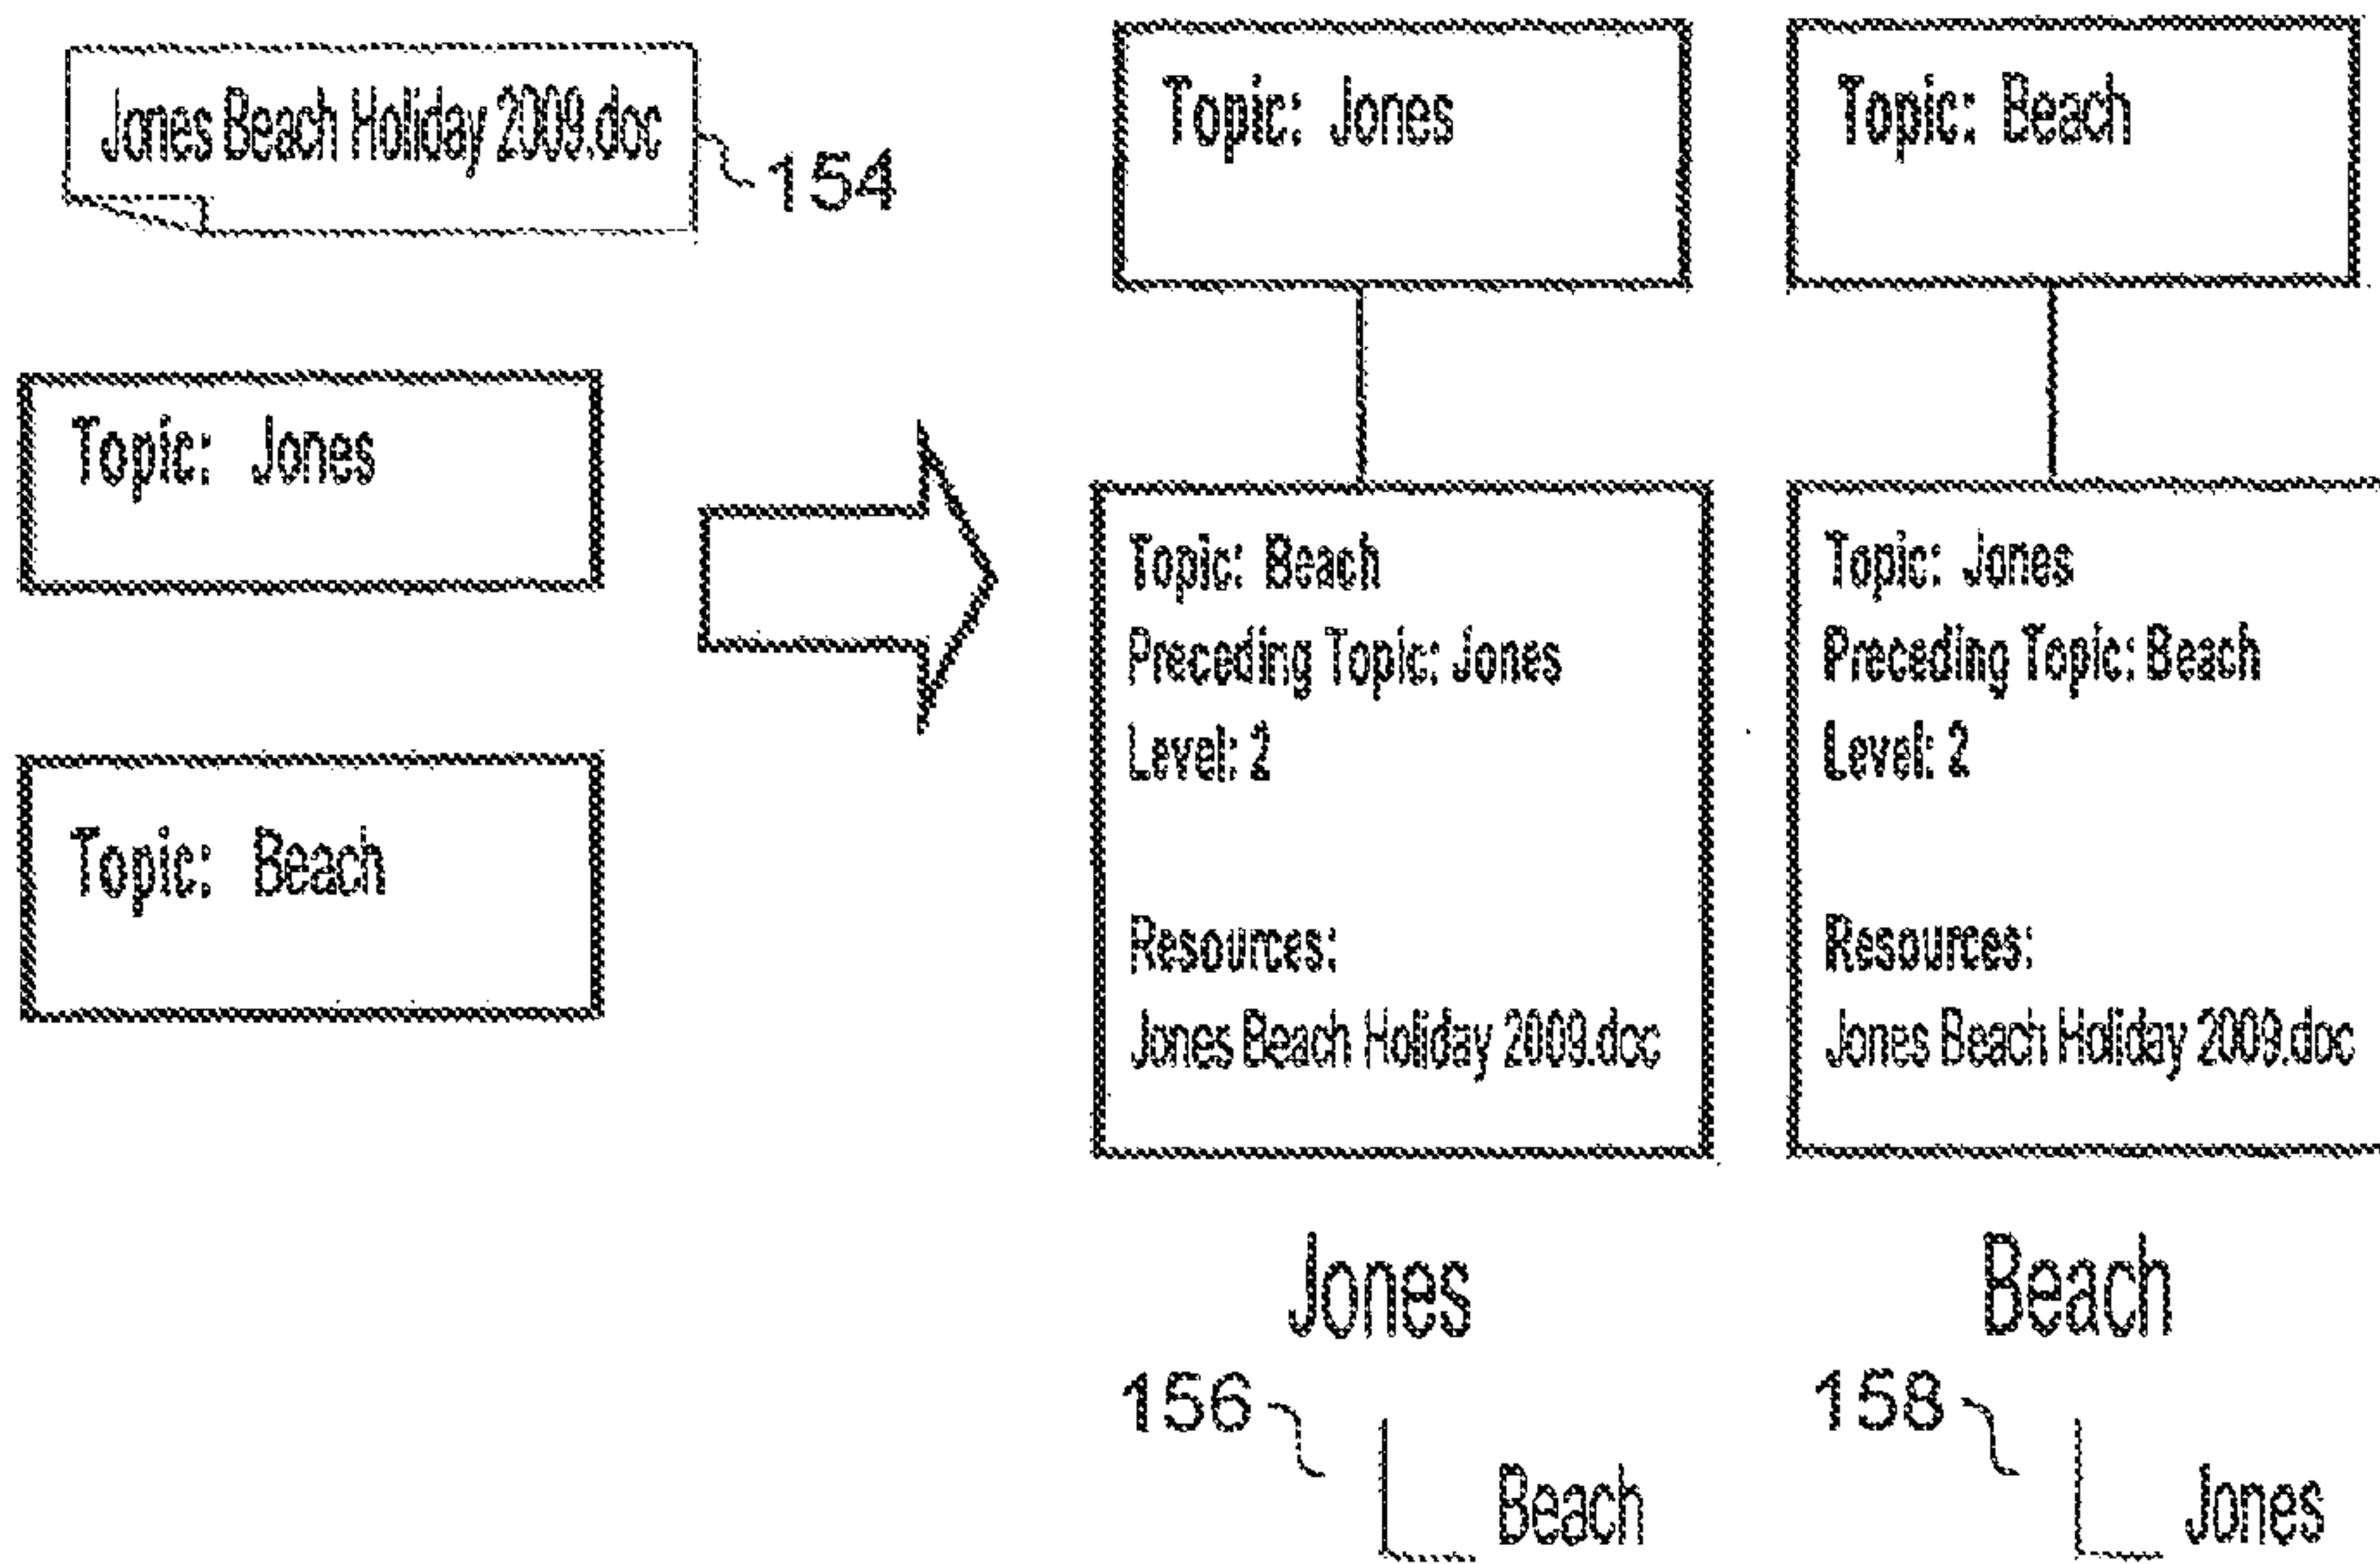 Jones Beach Holiday 2009.doc
154
Topic: Jones
Topic: Beach
Topic: Jones
Topic: Beach
Preceding Topic: Jones
Level: 2
Resources:
Jones Beach Holiday 2009.doc
Topic: Beach
Topic: Jones
Preceding Topic: Beach
Level: 2
Resources:
Jones Beach Holiday 2009.doc
Jones
156
Beach
Beach
158
Jones